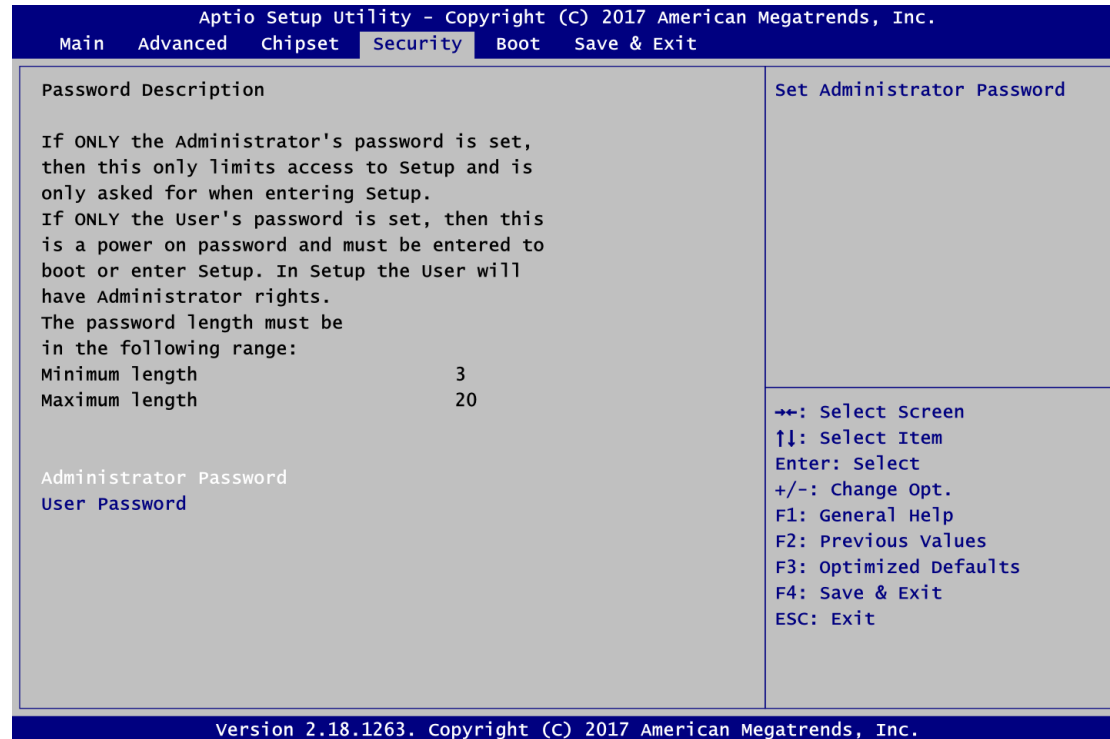 Aptio Setup Utility - Copyright (C) 2017 American Megatrends, Inc.
Main Advanced Chipset Security Boot Save & Exit
Password Description
If ONLY the Administrator's password is set,
then this only limits access to Setup and is
only asked for when entering Setup.
If ONLY the User's password is set, then this
is a power on password and must be entered to
boot or enter Setup. In Setup the User will
have Administrator rights.
The password length must be
in the following range:
Minimum length 3
Maximum length 20
Administrator Password
User Password
Set Administrator Password
→←: Select Screen
↑↓: Select Item
Enter: Select
+/-: Change Opt.
F1: General Help
F2: Previous Values
F3: Optimized Defaults
F4: Save & Exit
ESC: Exit
Version 2.18.1263. Copyright (C) 2017 American Megatrends, Inc.